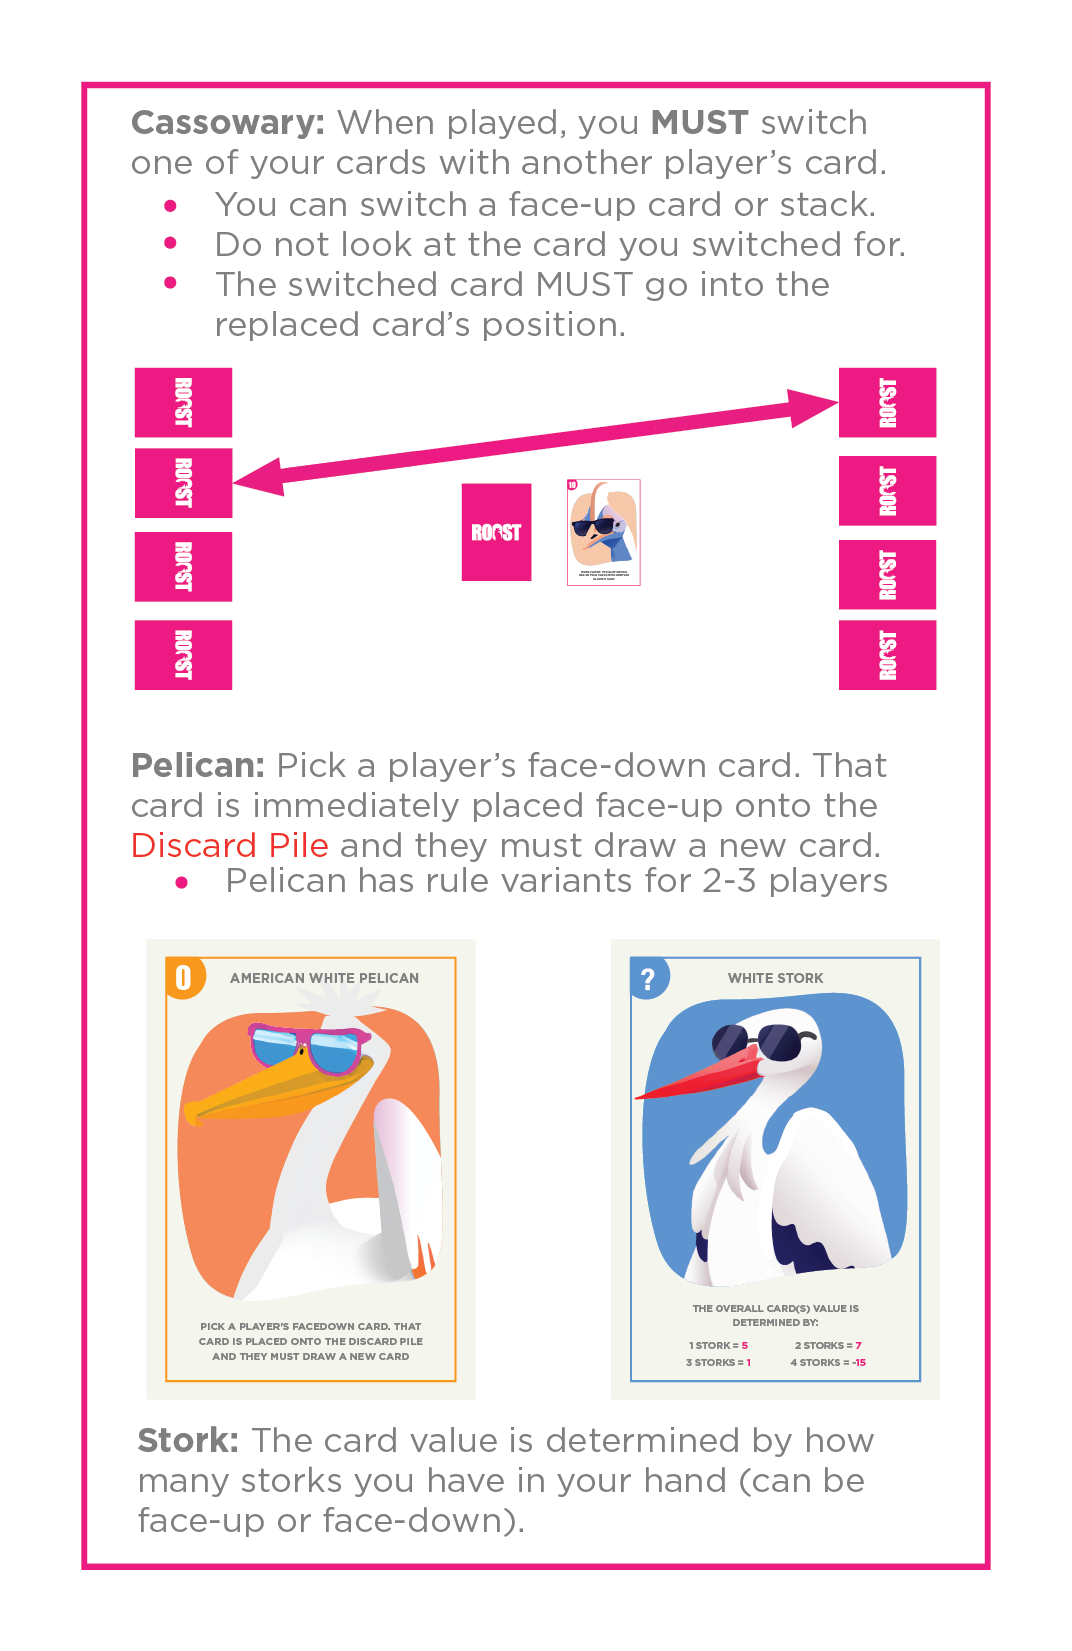 Cassowary: When played, you MUST switch
one of your cards with another player's card.
• You can switch a face-up card or stack.
• Do not look at the card you switched for.
• The switched card MUST go into the
replaced card's position.
ROOST
ROOST
ROOST
ROOST
ROOST
10
ROOST
ROOST
ROOST
ROOST
Pelican: Pick a player's face-down card. That
card is immediately placed face-up onto the
Discard Pile and they must draw a new card.
• Pelican has rule variants for 2-3 players
0
AMERICAN WHITE PELICAN
PICK A PLAYER'S FACEDOWN CARD. THAT
CARD IS PLACED ONTO THE DISCARD PILE
AND THEY MUST DRAW A NEW CARD
?
WHITE STORK
THE OVERALL CARD(S) VALUE IS
DETERMINED BY:
1 STORK = 5 2 STORKS = 7
3 STORKS = 1 4 STORKS = -15
Stork: The card value is determined by how
many storks you have in your hand (can be
face-up or face-down).